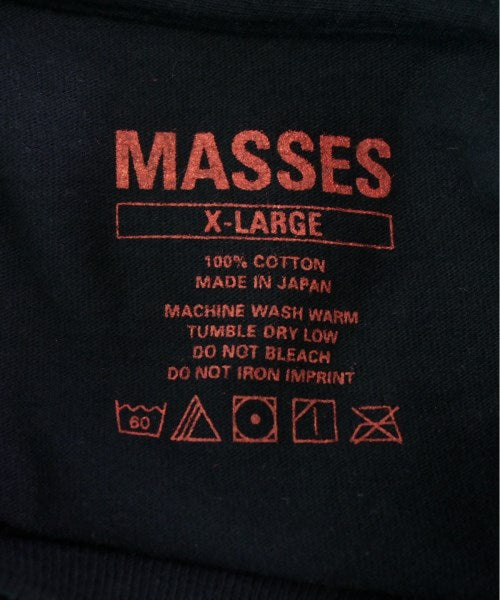 MASSES
X-LARGE
100% COTTON
MADE IN JAPAN
MACHINE WASH WARM
TUMBLE DRY LOW
DO NOT BLEACH
DO NOT IRON IMPRINT
60